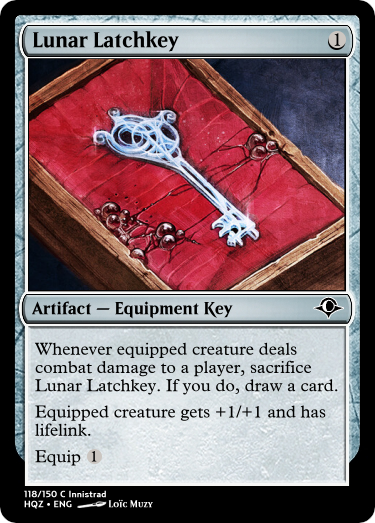 Lunar Latchkey 1
Artifact — Equipment Key
Whenever equipped creature deals
combat damage to a player, sacrifice
Lunar Latchkey. If you do, draw a card.
Equipped creature gets +1/+1 and has
lifelink.
Equip 1
118/150 C Innistrad
HQZ • ENG Loïc Muzy